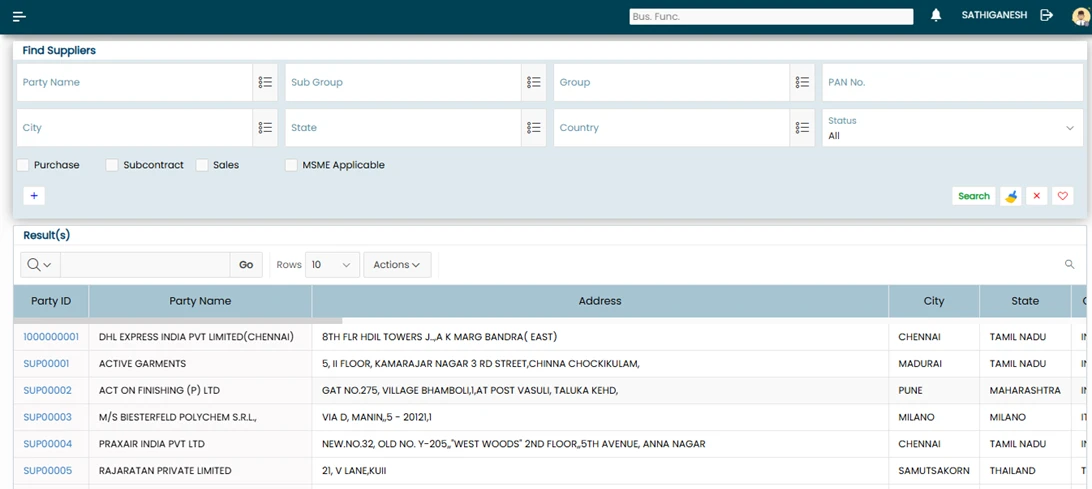 Bus. Func. SATHIGANESH
Find Suppliers
Party Name Sub Group Group PAN No.
City State Country Status
All
Purchase Subcontract Sales MSME Applicable
+ Search
Result(s)
Go Rows 10 Actions
Party ID Party Name Address City State
1000000001 DHL EXPRESS INDIA PVT LIMITED(CHENNAI) 8TH FLR HDIL TOWERS J..,A K MARG BANDRA( EAST) CHENNAI TAMIL NADU
SUP00001 ACTIVE GARMENTS 5, II FLOOR, KAMARAJAR NAGAR 3 RD STREET,CHINNA CHOCKIKULAM, MADURAI TAMIL NADU
SUP00002 ACT ON FINISHING (P) LTD GAT NO.275, VILLAGE BHAMBOLI,1,AT POST VASULI, TALUKA KEHD, PUNE MAHARASHTRA
SUP00003 M/S BIESTERFELD POLYCHEM S.R.L., VIA D, MANIN,,5 - 20121,1 MILANO MILANO
SUP00004 PRAXAIR INDIA PVT LTD NEW.NO.32, OLD NO. Y-205,,"WEST WOODS" 2ND FLOOR,,5TH AVENUE, ANNA NAGAR CHENNAI TAMIL NADU
SUP00005 RAJARATAN PRIVATE LIMITED 21, V LANE,KUII SAMUTSAKORN THAILAND